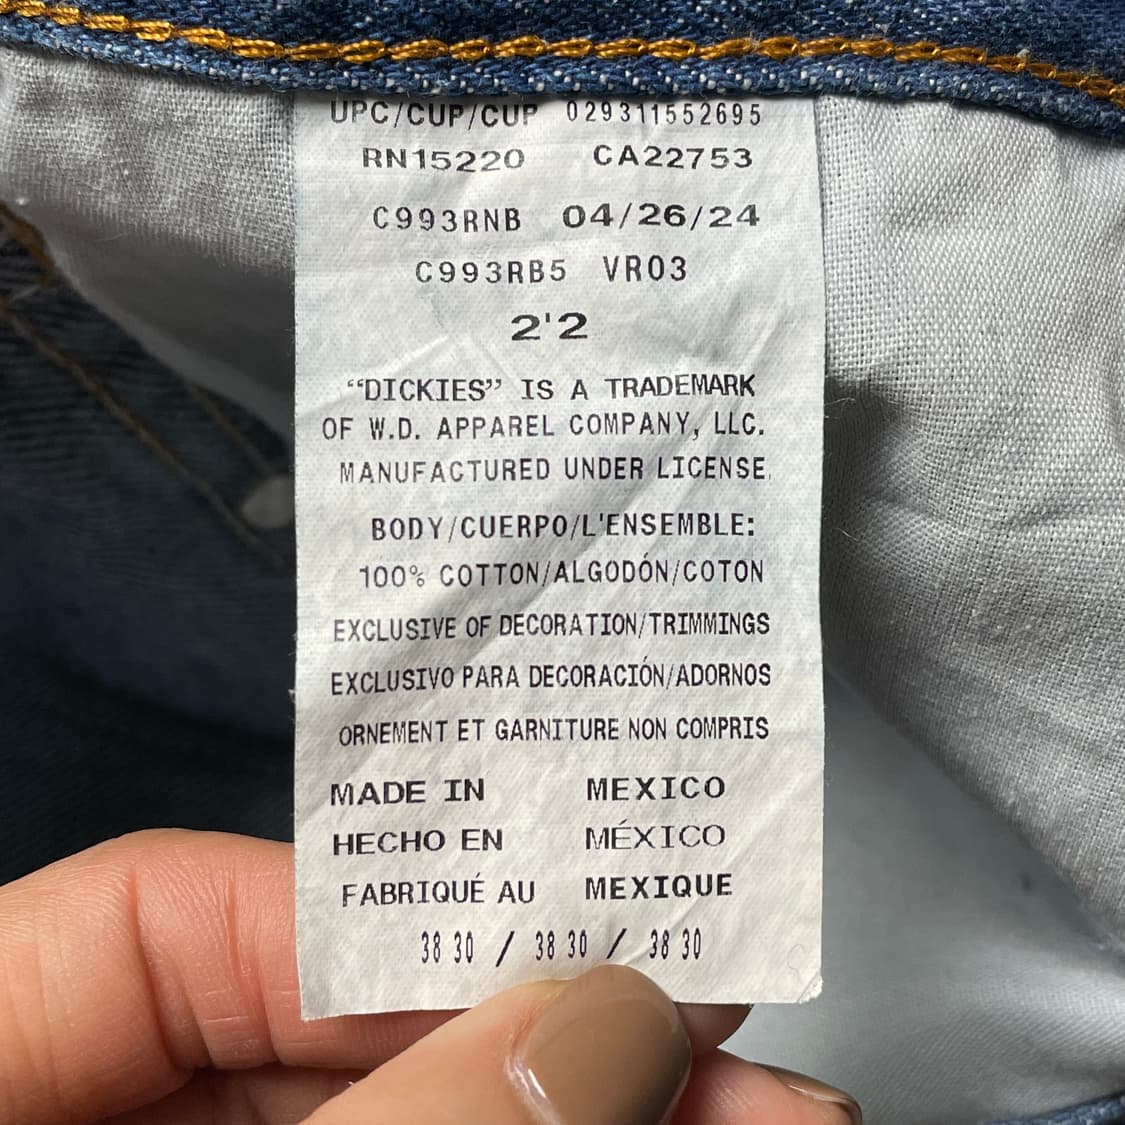 UPC/CUP/CUP 029311552695
RN15220 CA22753
C993RNB 04/26/24
C993RB5 VR03
2'2
“DICKIES” IS A TRADEMARK
OF W.D. APPAREL COMPANY, LLC.
MANUFACTURED UNDER LICENSE.
BODY/CUERPO/L'ENSEMBLE:
100% COTTON/ALGODÓN/COTON
EXCLUSIVE OF DECORATION/TRIMMINGS
EXCLUSIVO PARA DECORACIÓN/ADORNOS
ORNEMENT ET GARNITURE NON COMPRIS
MADE IN MEXICO
HECHO EN MÉXICO
FABRIQUÉ AU MEXIQUE
38 30 / 38 30 / 38 30